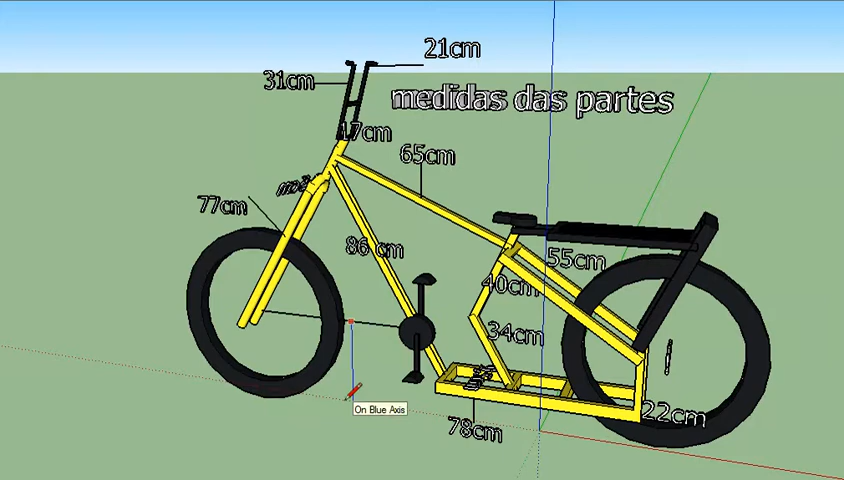 21cm
31cm
medidas das partes
17cm
65cm
77cm
86 cm
55cm
40cm
34cm
On Blue Axis
22cm
78cm